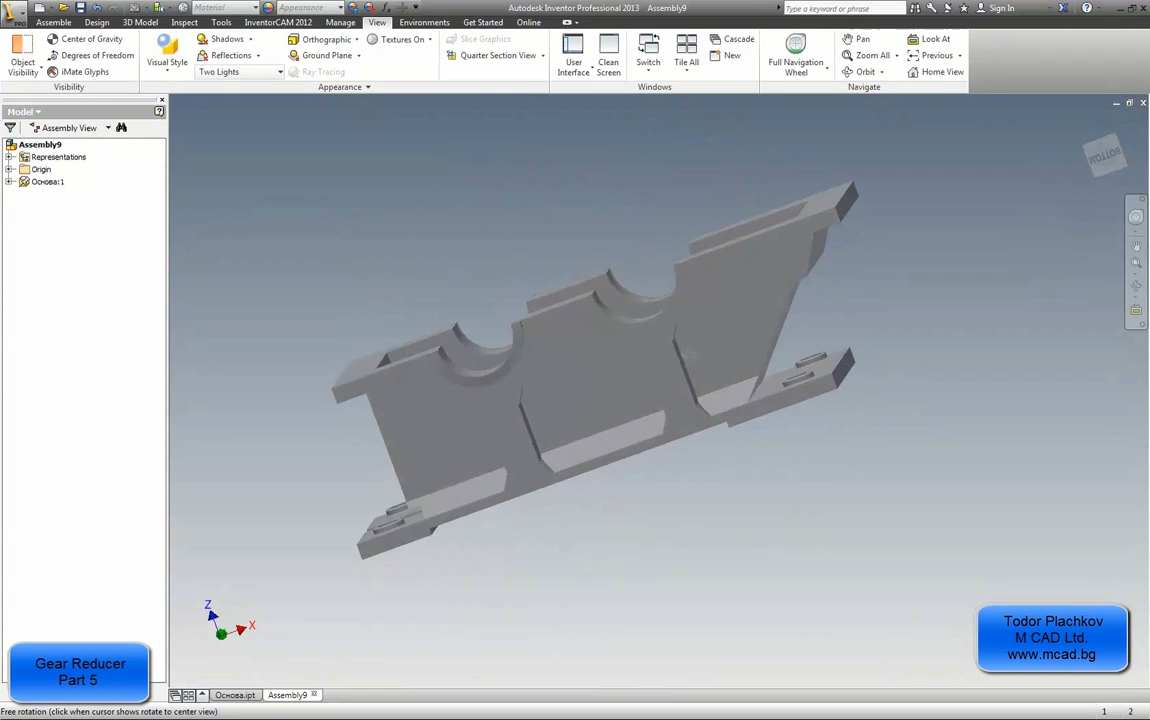 Material
Appearance
Autodesk Inventor Professional 2013 Assembly9
Type a keyword or phrase
Sign In
PRO
Assemble
Design
3D Model
Inspect
Tools
InventorCAM 2012
Manage
View
Environments
Get Started
Online
Object
Visibility
Center of Gravity
Degrees of Freedom
iMate Glyphs
Visibility
Visual Style
Shadows
Reflections
Two Lights
Orthographic
Ground Plane
Ray Tracing
Textures On
Appearance
Slice Graphics
Quarter Section View
User
Interface
Clean
Screen
Switch
Tile All
Cascade
New
Windows
Full Navigation
Wheel
Pan
Zoom All
Orbit
Look At
Previous
Home View
Navigate
Model
Assembly View
Assembly9
Representations
Origin
Основа:1
BOTTOM
Z
X
Gear Reducer
Part 5
Todor Plachkov
M CAD Ltd.
www.mcad.bg
Основа.ipt
Assembly9
Free rotation (click when cursor shows rotate to center view)
1
2